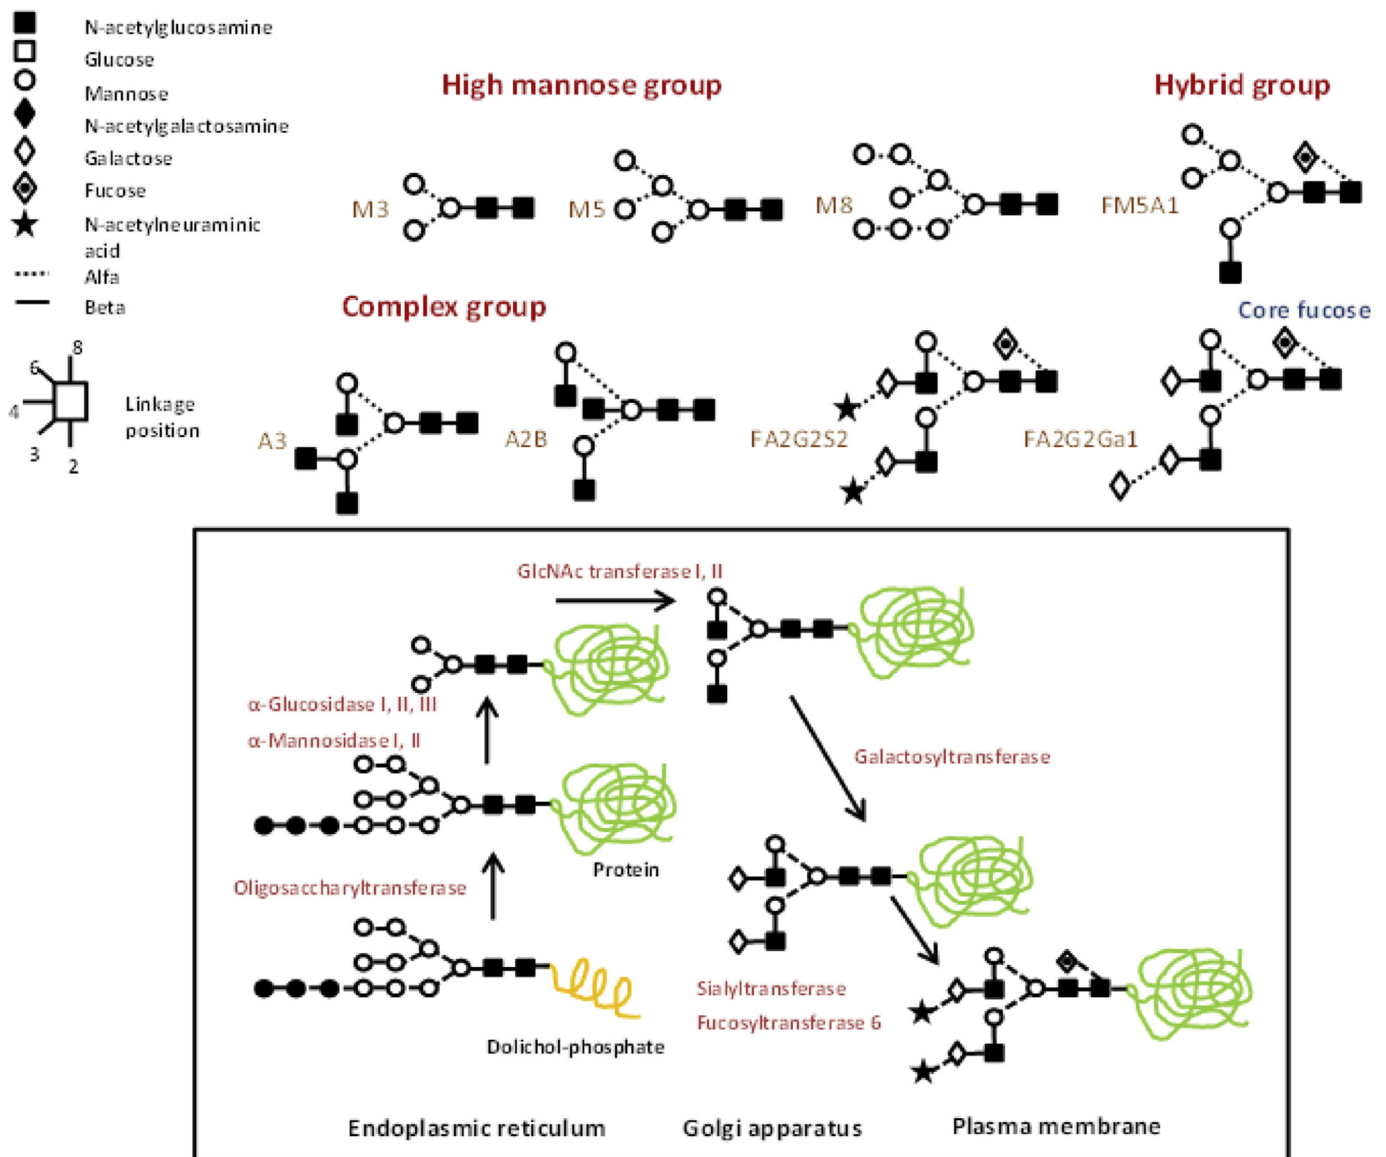 N-acetylglucosamine
Glucose
Mannose
N-acetylgalactosamine
Galactose
Fucose
N-acetylneuraminic
acid
Alfa
Beta
8
6
4
3
2
Linkage
position
High mannose group
Hybrid group
M3
M5
M8
FM5A1
Complex group
Core fucose
A3
A2B
FA2G2S2
FA2G2Ga1
GlcNAc transferase I, II
α-Glucosidase I, II, III
α-Mannosidase I, II
Galactosyltransferase
Protein
Oligosaccharyltransferase
Sialyltransferase
Fucosyltransferase 6
Dolichol-phosphate
Endoplasmic reticulum
Golgi apparatus
Plasma membrane